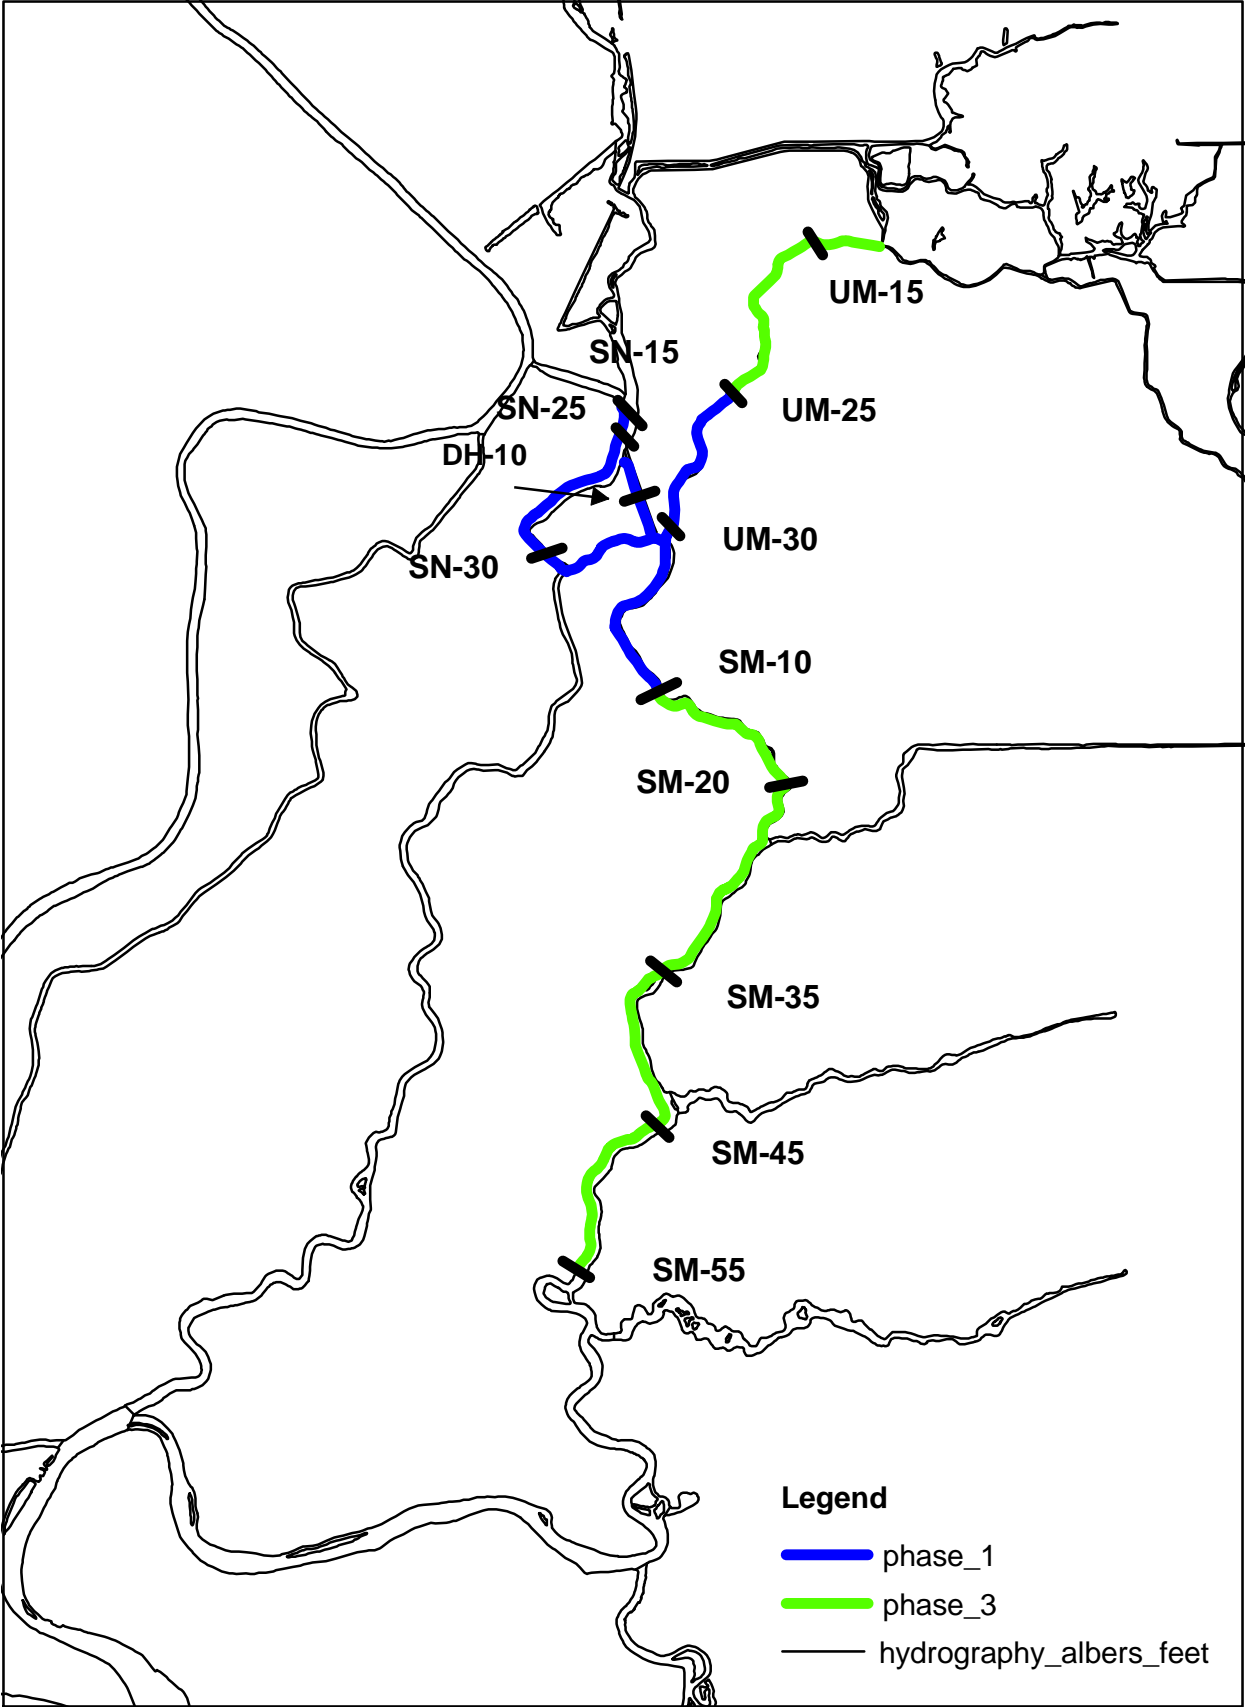 UM-15
SN-15
SN-25
UM-25
DH-10
UM-30
SN-30
SM-10
SM-20
SM-35
SM-45
SM-55
Legend
phase_1
phase_3
hydrography_albers_feet